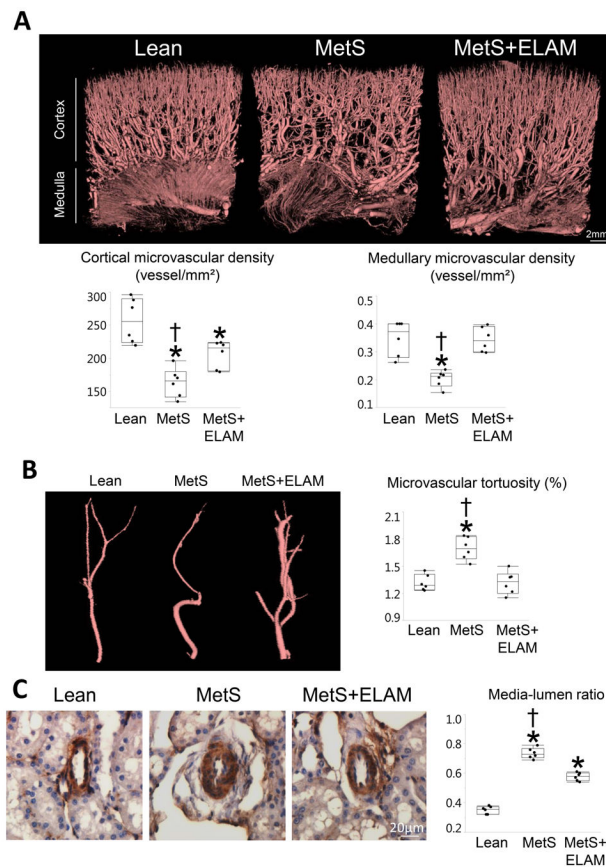 A
Lean MetS MetS+ELAM
Cortex
Medulla
2mm
Cortical microvascular density
(vessel/mm²)
300
250
200
150
†
*
*
Lean MetS MetS+
ELAM
Medullary microvascular density
(vessel/mm²)
0.5
0.4
0.3
0.2
0.1
†
*
Lean MetS MetS+
ELAM
B
Lean MetS MetS+ELAM
Microvascular tortuosity (%)
2.1
1.8
1.5
1.2
0.9
†
*
Lean MetS MetS+
ELAM
C
Lean MetS MetS+ELAM
20μm
Media-lumen ratio
1.0
0.8
0.6
0.4
0.2
†
*
*
Lean MetS MetS+
ELAM